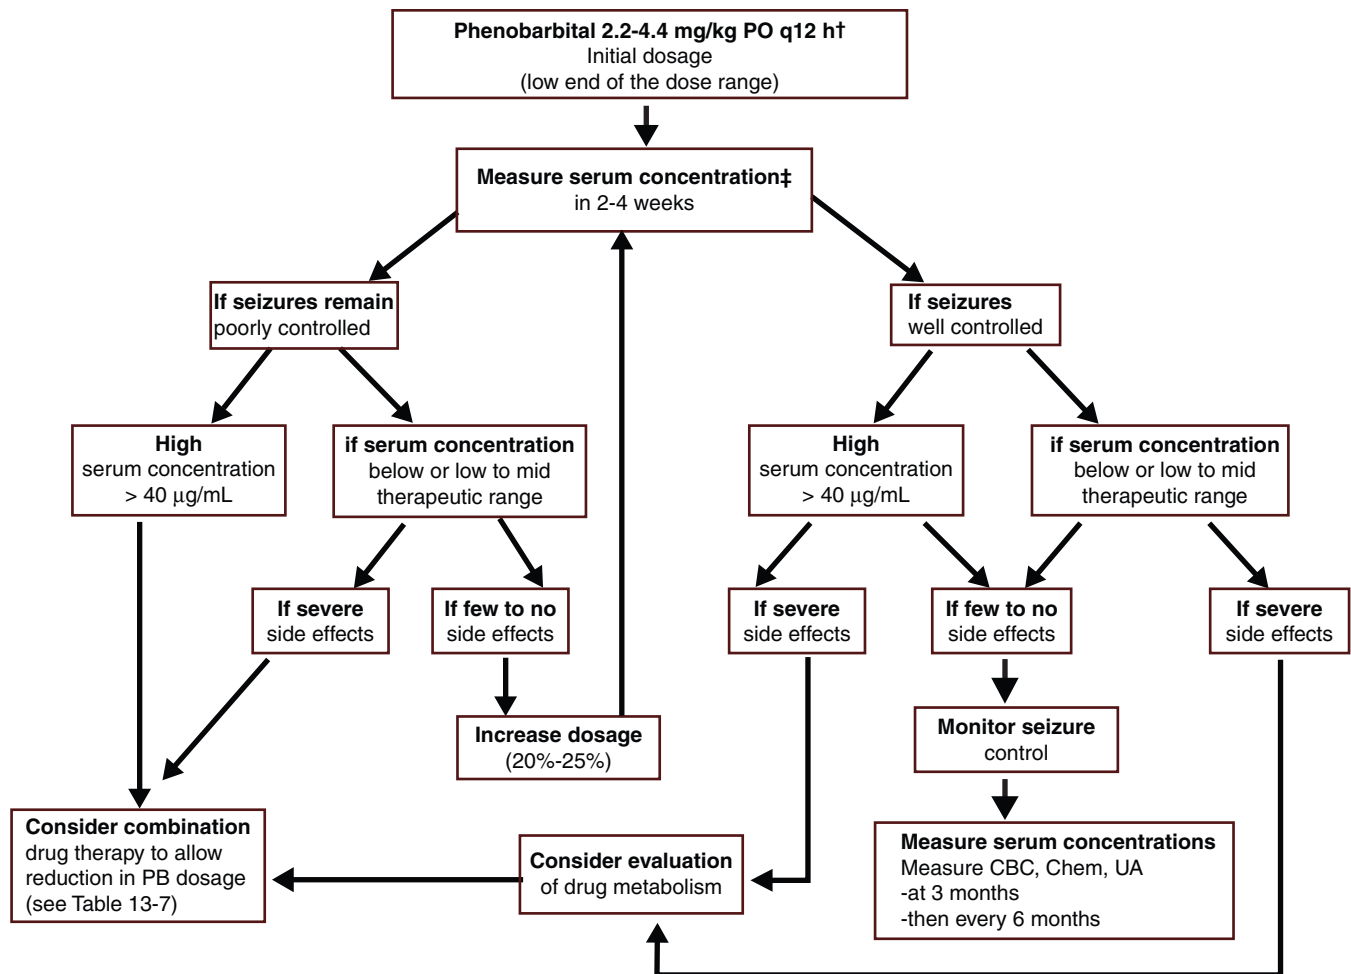 Phenobarbital 2.2-4.4 mg/kg PO q12 h†
Initial dosage
(low end of the dose range)
Measure serum concentration‡
in 2-4 weeks
If seizures remain
poorly controlled
If seizures
well controlled
High
serum concentration
> 40 µg/mL
if serum concentration
below or low to mid
therapeutic range
High
serum concentration
> 40 µg/mL
if serum concentration
below or low to mid
therapeutic range
If severe
side effects
If few to no
side effects
If severe
side effects
If few to no
side effects
If severe
side effects
Increase dosage
(20%-25%)
Monitor seizure
control
Consider combination
drug therapy to allow
reduction in PB dosage
(see Table 13-7)
Consider evaluation
of drug metabolism
Measure serum concentrations
Measure CBC, Chem, UA
-at 3 months
-then every 6 months